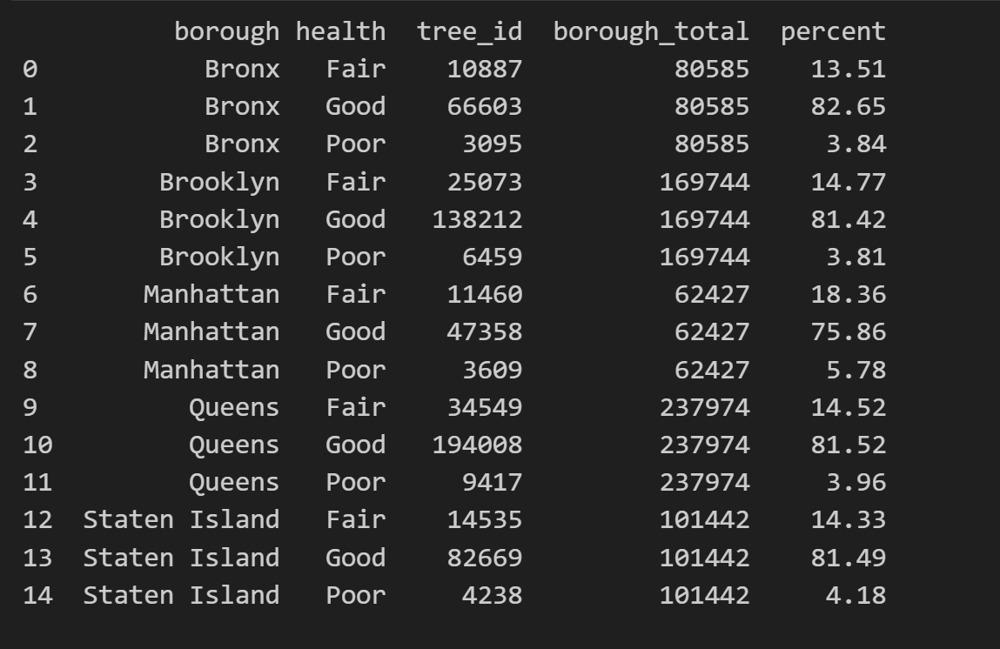 borough health tree_id borough_total percent
0 Bronx Fair 10887 80585 13.51
1 Bronx Good 66603 80585 82.65
2 Bronx Poor 3095 80585 3.84
3 Brooklyn Fair 25073 169744 14.77
4 Brooklyn Good 138212 169744 81.42
5 Brooklyn Poor 6459 169744 3.81
6 Manhattan Fair 11460 62427 18.36
7 Manhattan Good 47358 62427 75.86
8 Manhattan Poor 3609 62427 5.78
9 Queens Fair 34549 237974 14.52
10 Queens Good 194008 237974 81.52
11 Queens Poor 9417 237974 3.96
12 Staten Island Fair 14535 101442 14.33
13 Staten Island Good 82669 101442 81.49
14 Staten Island Poor 4238 101442 4.18